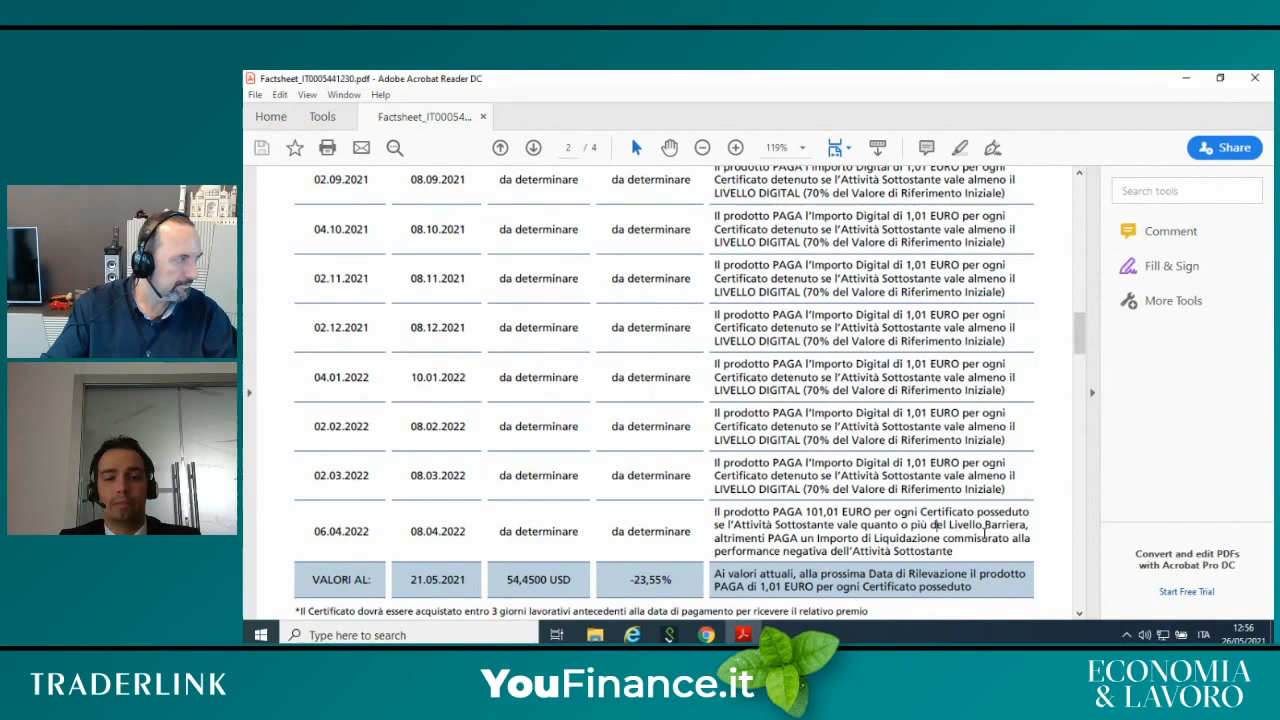 Factsheet_IT0005441230.pdf - Adobe Acrobat Reader DC
File Edit View Window Help
Home Tools Factsheet_IT00054... ×
2 / 4 119% Share
Il prodotto PAGA l'Importo Digital di 1,01 EURO per ogni
02.09.2021 08.09.2021 da determinare da determinare Certificato detenuto se l'Attività Sottostante vale almeno il
LIVELLO DIGITAL (70% del Valore di Riferimento Iniziale)
Il prodotto PAGA l'Importo Digital di 1,01 EURO per ogni
04.10.2021 08.10.2021 da determinare da determinare Certificato detenuto se l'Attività Sottostante vale almeno il
LIVELLO DIGITAL (70% del Valore di Riferimento Iniziale)
Il prodotto PAGA l'Importo Digital di 1,01 EURO per ogni
02.11.2021 08.11.2021 da determinare da determinare Certificato detenuto se l'Attività Sottostante vale almeno il
LIVELLO DIGITAL (70% del Valore di Riferimento Iniziale)
Il prodotto PAGA l'Importo Digital di 1,01 EURO per ogni
02.12.2021 08.12.2021 da determinare da determinare Certificato detenuto se l'Attività Sottostante vale almeno il
LIVELLO DIGITAL (70% del Valore di Riferimento Iniziale)
Il prodotto PAGA l'Importo Digital di 1,01 EURO per ogni
04.01.2022 10.01.2022 da determinare da determinare Certificato detenuto se l'Attività Sottostante vale almeno il
LIVELLO DIGITAL (70% del Valore di Riferimento Iniziale)
Il prodotto PAGA l'Importo Digital di 1,01 EURO per ogni
02.02.2022 08.02.2022 da determinare da determinare Certificato detenuto se l'Attività Sottostante vale almeno il
LIVELLO DIGITAL (70% del Valore di Riferimento Iniziale)
Il prodotto PAGA l'Importo Digital di 1,01 EURO per ogni
02.03.2022 08.03.2022 da determinare da determinare Certificato detenuto se l'Attività Sottostante vale almeno il
LIVELLO DIGITAL (70% del Valore di Riferimento Iniziale)
Il prodotto PAGA 101,01 EURO per ogni Certificato posseduto
se l'Attività Sottostante vale quanto o più del Livello Barriera,
06.04.2022 08.04.2022 da determinare da determinare altrimenti PAGA un Importo di Liquidazione commisurato alla
performance negativa dell'Attività Sottostante
VALORI AL: 21.05.2021 54,4500 USD -23,55% Ai valori attuali, alla prossima Data di Rilevazione il prodotto
PAGA di 1,01 EURO per ogni Certificato posseduto
*Il Certificato dovrà essere acquistato entro 3 giorni lavorativi antecedenti alla data di pagamento per ricevere il relativo premio
Search tools
Comment
Fill & Sign
More Tools
Convert and edit PDFs
with Acrobat Pro DC
Start Free Trial
Type here to search
ITA 12:56
26/05/2021
TRADERLINK
YouFinance.it
ECONOMIA
& LAVORO